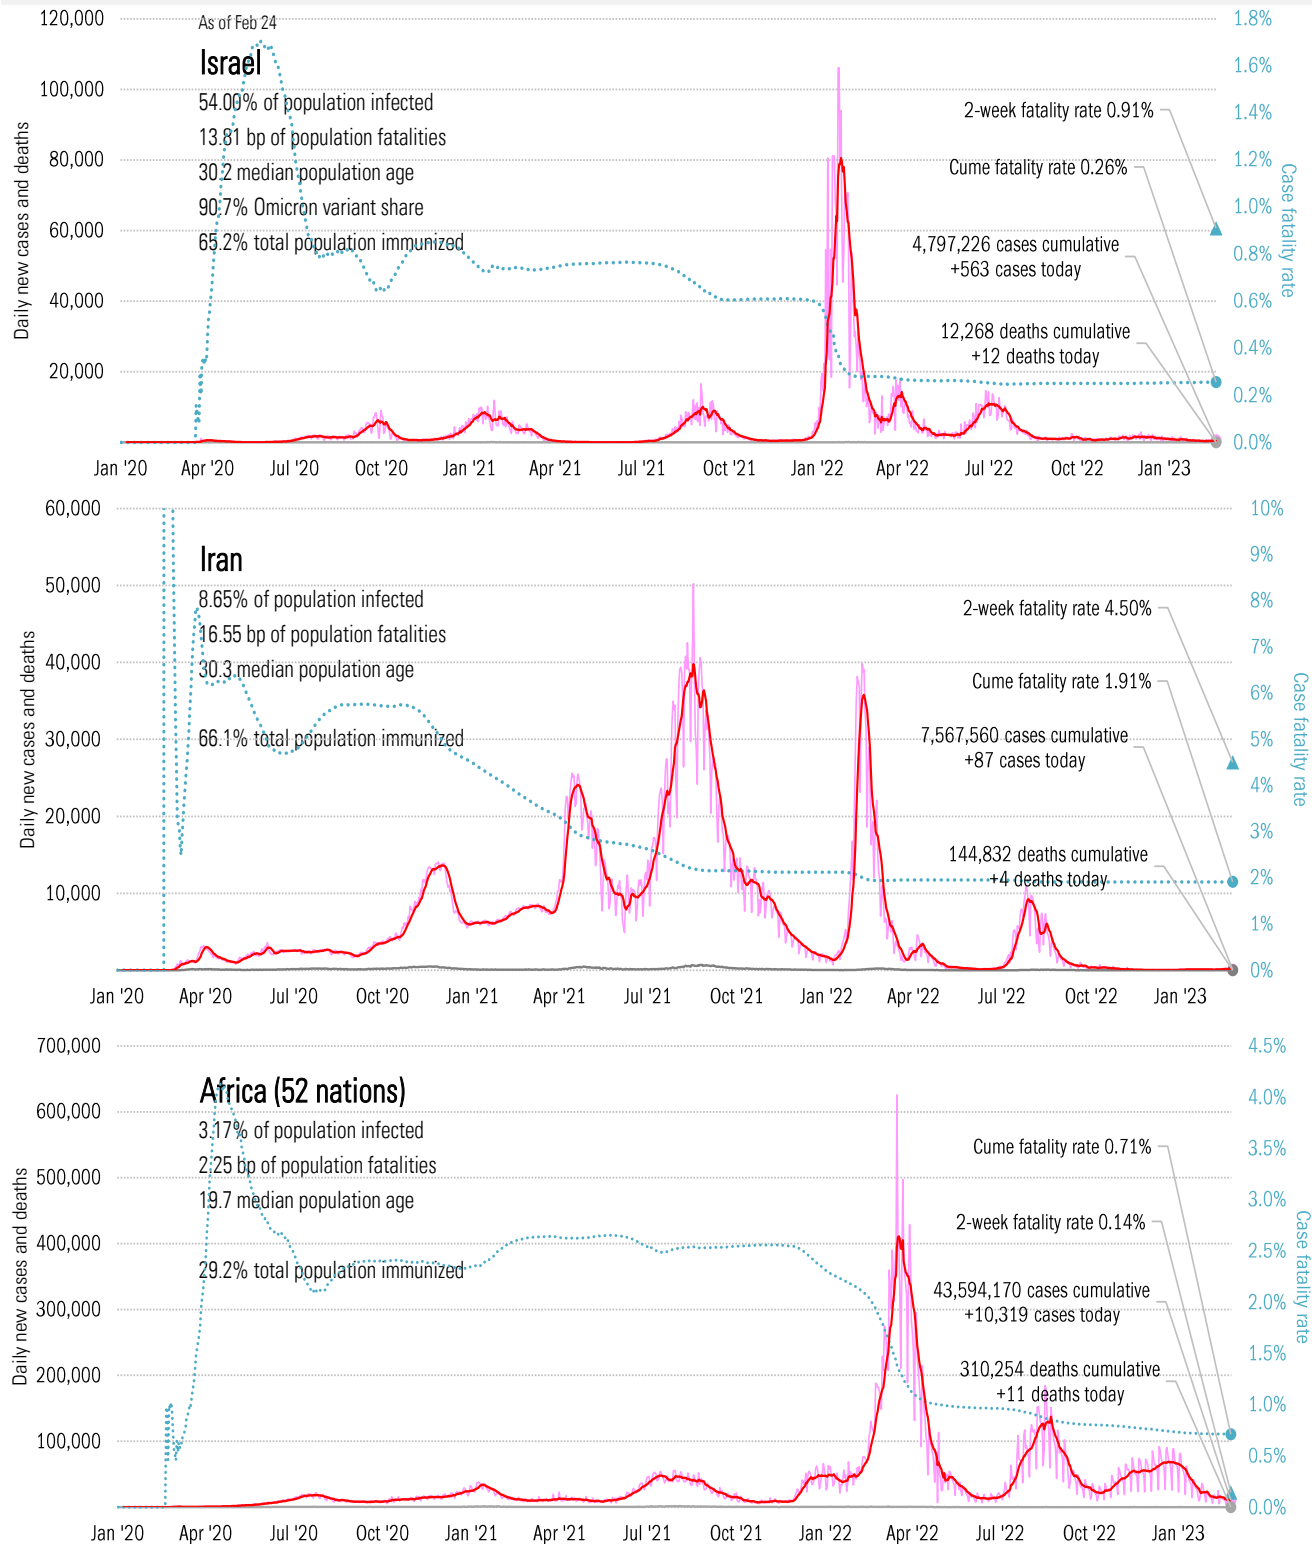 As of Feb 24
Israel
54.00% of population infected
13.81 bp of population fatalities
30.2 median population age
90.7% Omicron variant share
65.2% total population immunized
2-week fatality rate 0.91%
Cume fatality rate 0.26%
4,797,226 cases cumulative
+563 cases today
12,268 deaths cumulative
+12 deaths today
Daily new cases and deaths
120,000
100,000
80,000
60,000
40,000
20,000
Case fatality rate
1.8%
1.6%
1.4%
1.2%
1.0%
0.8%
0.6%
0.4%
0.2%
0.0%
Jan '20 Apr '20 Jul '20 Oct '20 Jan '21 Apr '21 Jul '21 Oct '21 Jan '22 Apr '22 Jul '22 Oct '22 Jan '23
Iran
8.65% of population infected
16.55 bp of population fatalities
30.3 median population age
66.1% total population immunized
2-week fatality rate 4.50%
Cume fatality rate 1.91%
7,567,560 cases cumulative
+87 cases today
144,832 deaths cumulative
+4 deaths today
Daily new cases and deaths
60,000
50,000
40,000
30,000
20,000
10,000
Case fatality rate
10%
9%
8%
7%
6%
5%
4%
3%
2%
1%
0%
Jan '20 Apr '20 Jul '20 Oct '20 Jan '21 Apr '21 Jul '21 Oct '21 Jan '22 Apr '22 Jul '22 Oct '22 Jan '23
Africa (52 nations)
3.17% of population infected
2.25 bp of population fatalities
19.7 median population age
29.2% total population immunized
Cume fatality rate 0.71%
2-week fatality rate 0.14%
43,594,170 cases cumulative
+10,319 cases today
310,254 deaths cumulative
+11 deaths today
Daily new cases and deaths
700,000
600,000
500,000
400,000
300,000
200,000
100,000
Case fatality rate
4.5%
4.0%
3.5%
3.0%
2.5%
2.0%
1.5%
1.0%
0.5%
0.0%
Jan '20 Apr '20 Jul '20 Oct '20 Jan '21 Apr '21 Jul '21 Oct '21 Jan '22 Apr '22 Jul '22 Oct '22 Jan '23